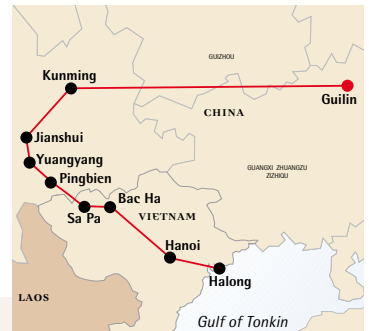 GUIZHOU
Kunming
Guilin
CHINA
Jianshui
Yuangyang
GUANGXI ZHUANGZU
ZIZHIQU
Pingbien
Bac Ha
Sa Pa
VIETNAM
Hanoi
Halong
LAOS
Gulf of Tonkin